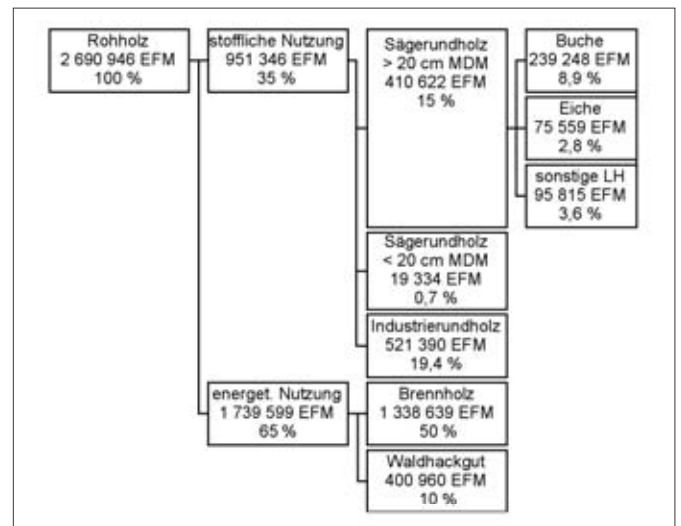 Rohholz
2 690 946 EFM
100 %
stoffliche Nutzung
951 346 EFM
35 %
Sägerundholz
> 20 cm MDM
410 622 EFM
15 %
Buche
239 248 EFM
8,9 %
Eiche
75 559 EFM
2,8 %
sonstige LH
95 815 EFM
3,6 %
Sägerundholz
< 20 cm MDM
19 334 EFM
0,7 %
Industrierundholz
521 390 EFM
19,4 %
energet. Nutzung
1 739 599 EFM
65 %
Brennholz
1 338 639 EFM
50 %
Waldhackgut
400 960 EFM
10 %